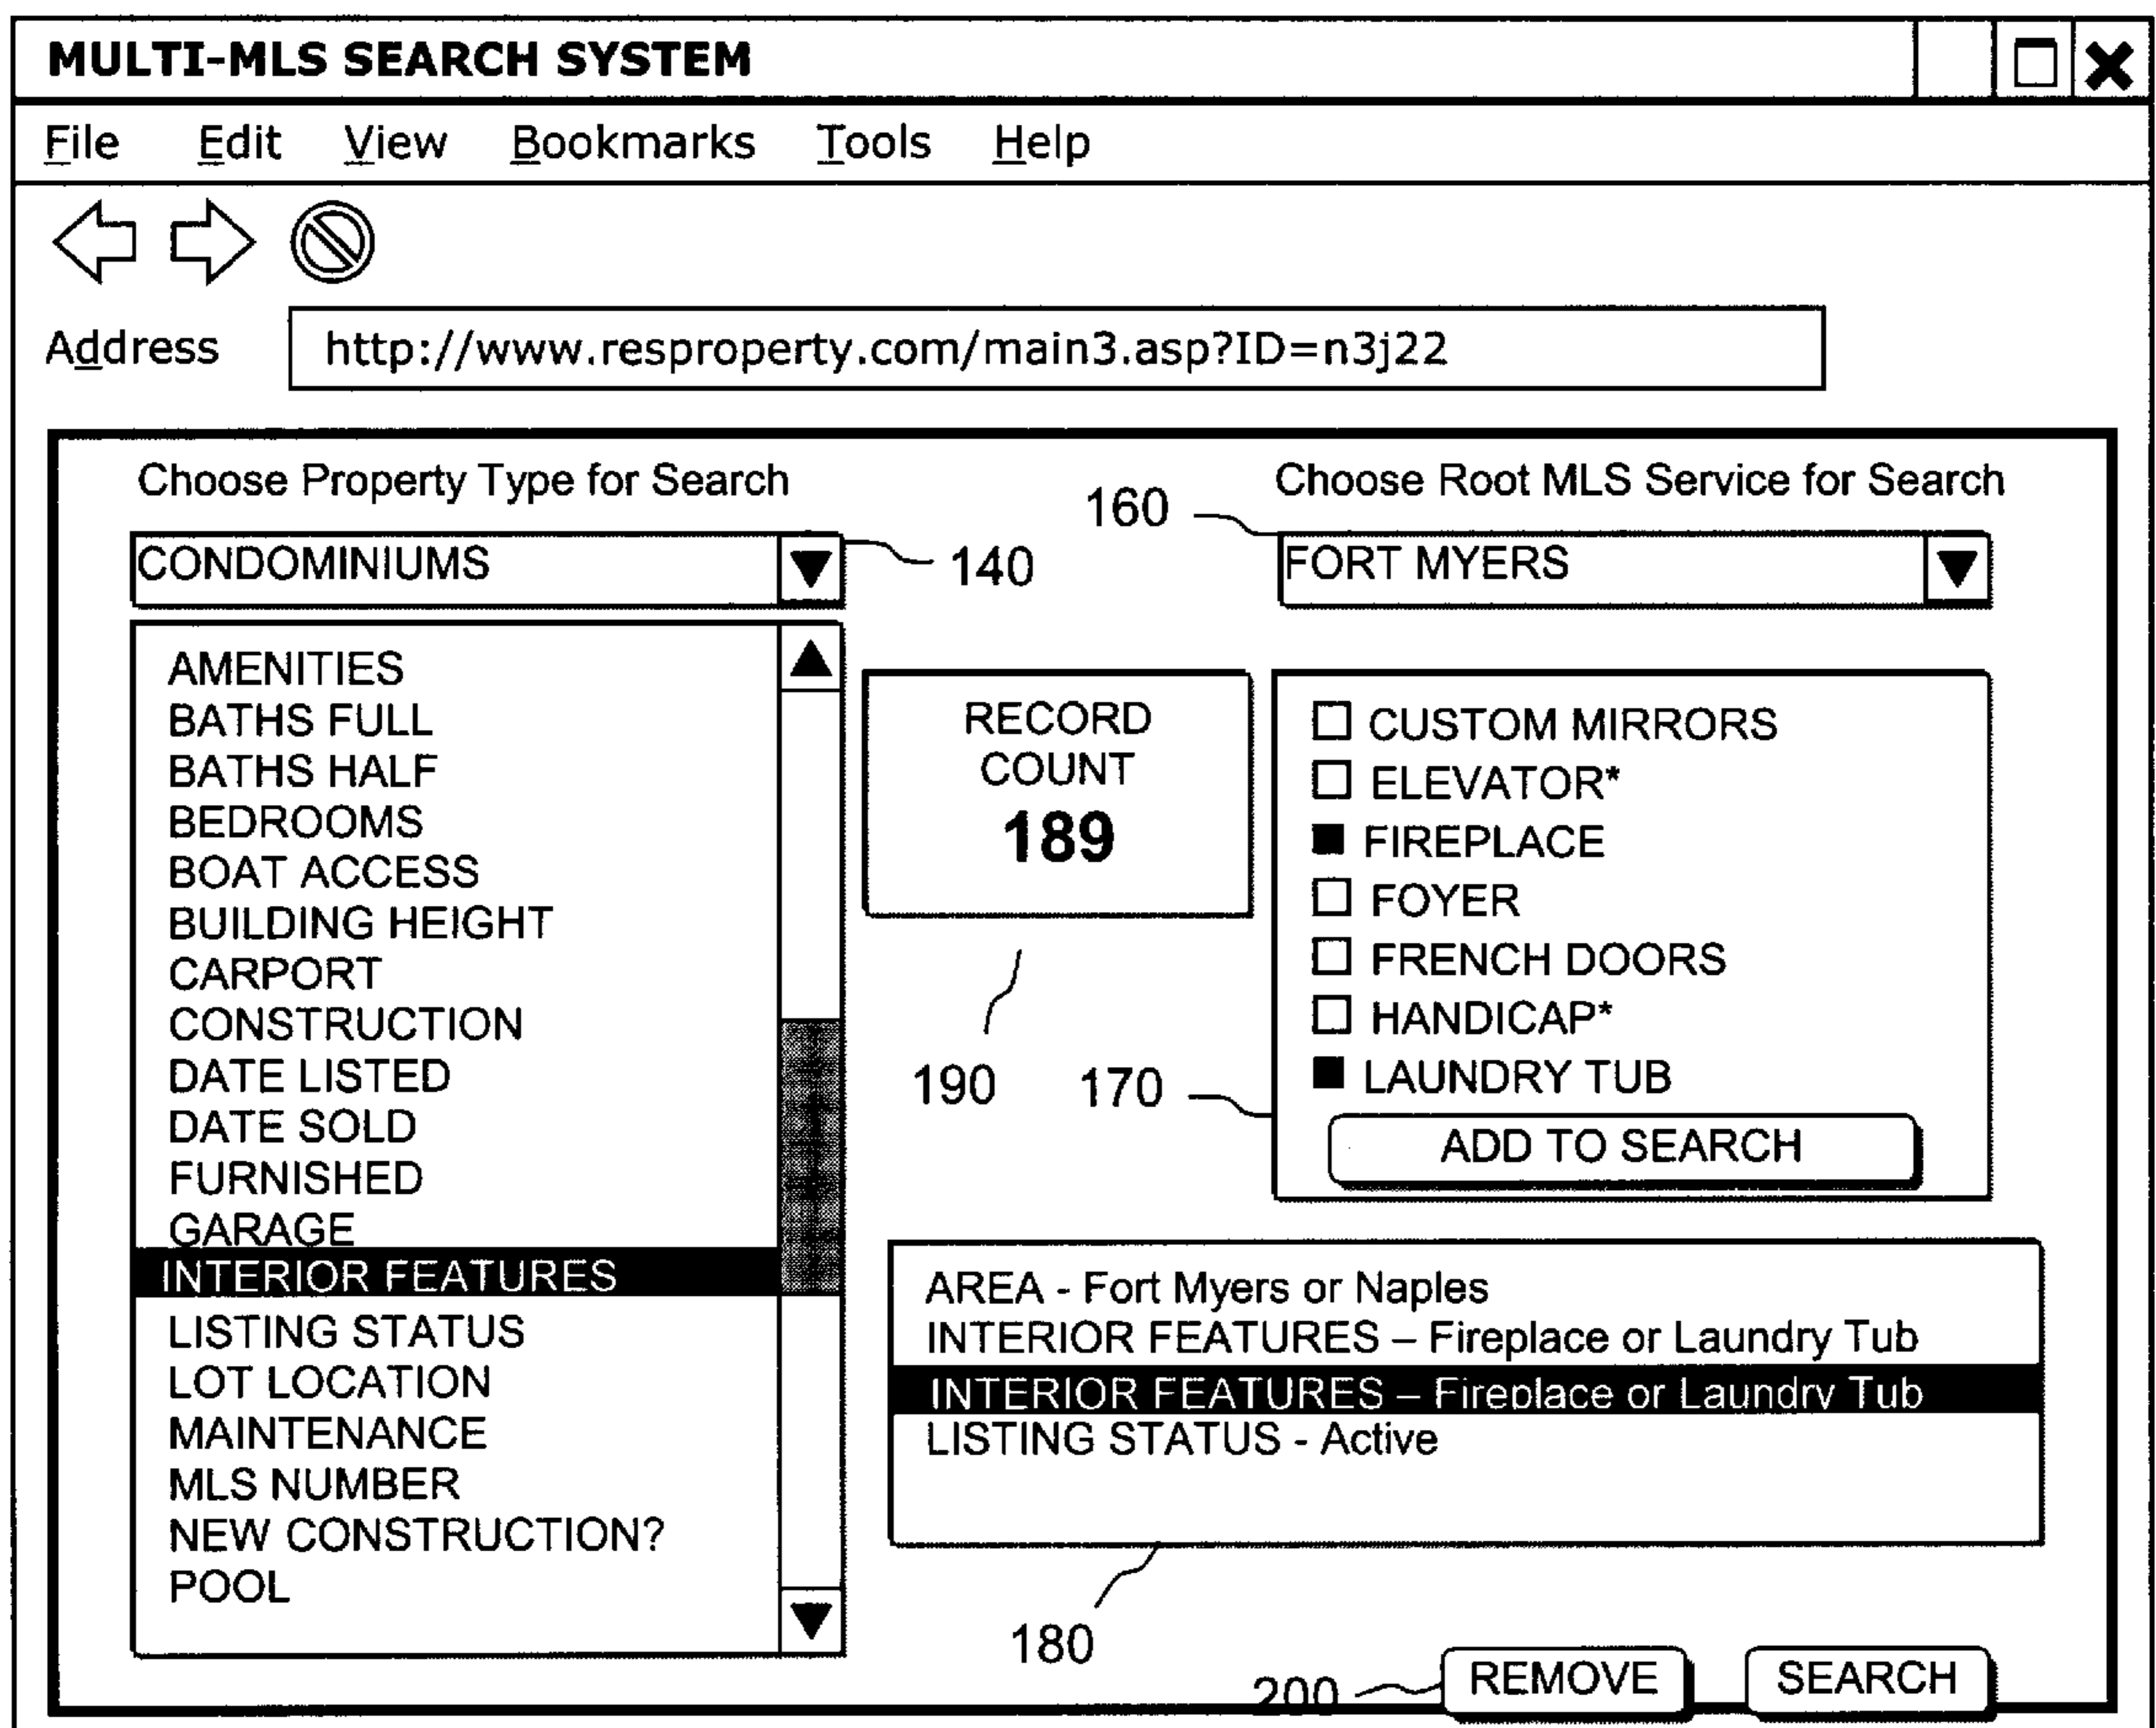 MULTI-MLS SEARCH SYSTEM
File Edit View Bookmarks Tools Help
Address http://www.resproperty.com/main3.asp?ID=n3j22
Choose Property Type for Search
160
Choose Root MLS Service for Search
CONDOMINIUMS
140
FORT MYERS
AMENITIES
BATHS FULL
BATHS HALF
BEDROOMS
BOAT ACCESS
BUILDING HEIGHT
CARPORT
CONSTRUCTION
DATE LISTED
DATE SOLD
FURNISHED
GARAGE
INTERIOR FEATURES
LISTING STATUS
LOT LOCATION
MAINTENANCE
MLS NUMBER
NEW CONSTRUCTION?
POOL
RECORD
COUNT
189
190
CUSTOM MIRRORS
ELEVATOR*
FIREPLACE
FOYER
FRENCH DOORS
HANDICAP*
LAUNDRY TUB
170
ADD TO SEARCH
AREA - Fort Myers or Naples
INTERIOR FEATURES – Fireplace or Laundry Tub
INTERIOR FEATURES – Fireplace or Laundry Tub
LISTING STATUS - Active
180
200
REMOVE
SEARCH